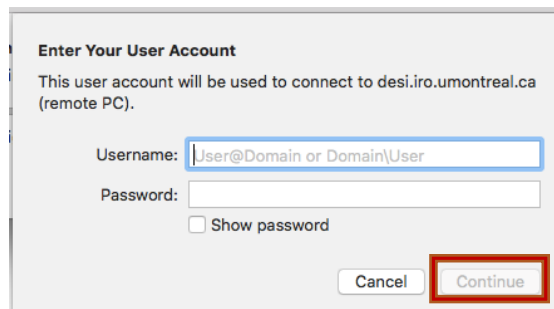 Enter Your User Account
This user account will be used to connect to desi.iro.umontreal.ca
(remote PC).
Username: User@Domain or Domain\User
Password:
Show password
Cancel Continue